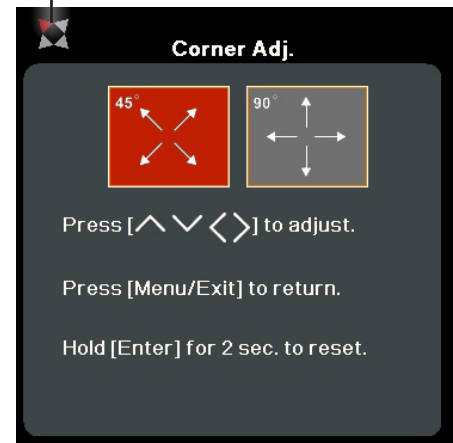 Corner Adj.
45° 90°
Press [∧∨<>] to adjust.
Press [Menu/Exit] to return.
Hold [Enter] for 2 sec. to reset.